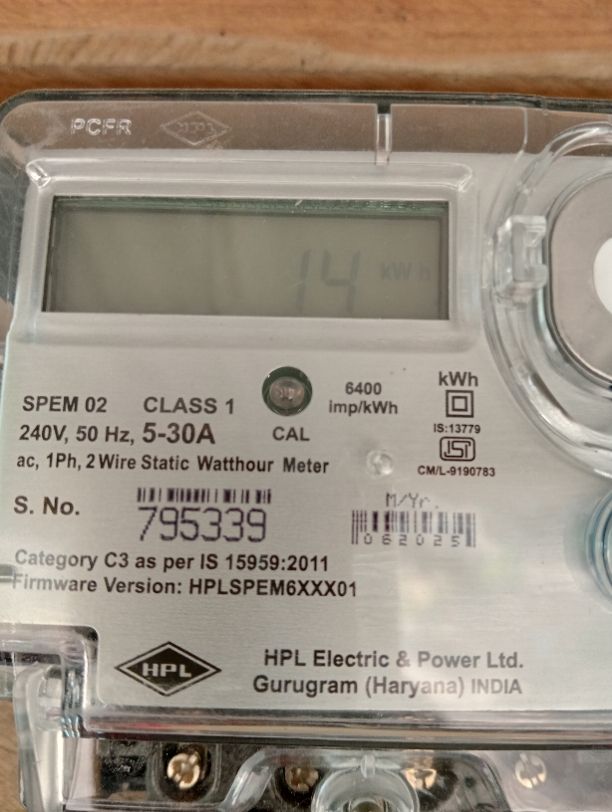 PCFR
14 kWh
SPEM 02 CLASS 1
240V, 50 Hz, 5-30A
CAL
6400
imp/kWh
kWh
IS:13779
ISI
CM/L-9190783
ac, 1Ph, 2 Wire Static Watthour Meter
S. No.
795339
M/Yr.
062025
Category C3 as per IS 15959:2011
Firmware Version: HPLSPEM6XXX01
HPL
HPL Electric & Power Ltd.
Gurugram (Haryana) INDIA